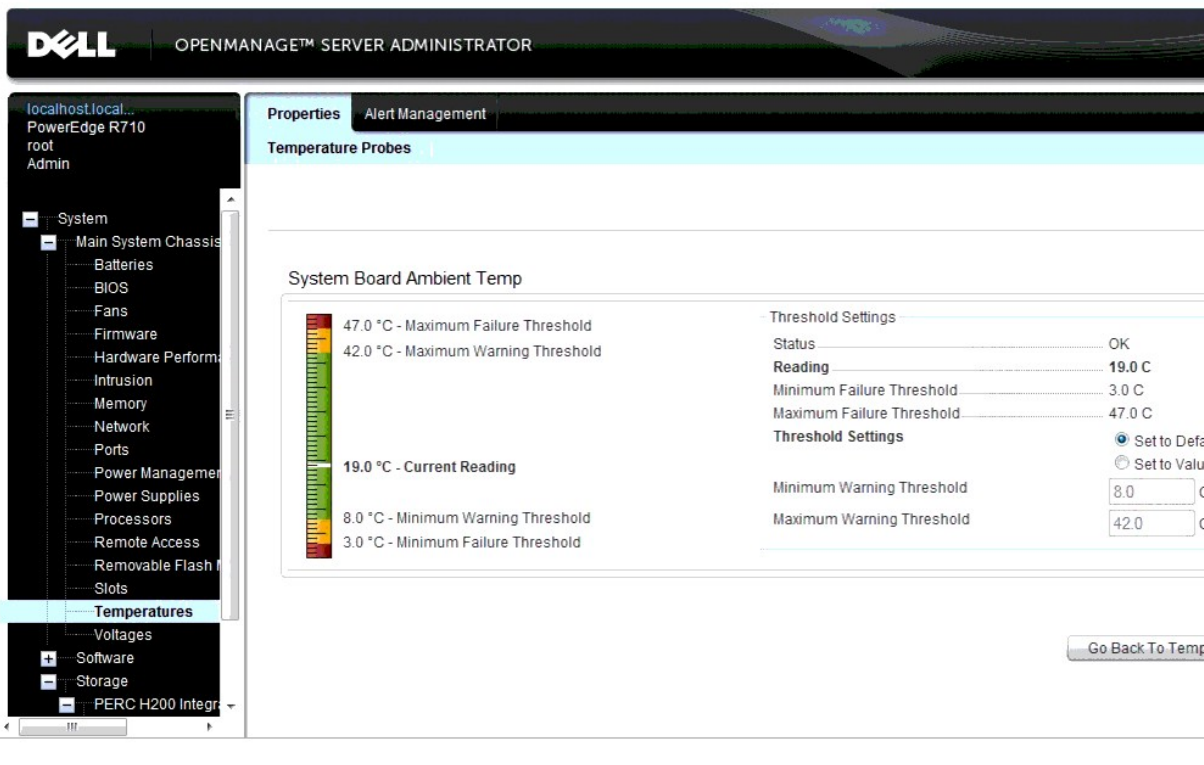 DELL
OPENMANAGE™ SERVER ADMINISTRATOR
localhost.local...
PowerEdge R710
root
Admin
Properties
Alert Management
Temperature Probes
System
Main System Chassis
Batteries
BIOS
Fans
Firmware
Hardware Performa
Intrusion
Memory
Network
Ports
Power Managemen
Power Supplies
Processors
Remote Access
Removable Flash M
Slots
Temperatures
Voltages
Software
Storage
PERC H200 Integra
System Board Ambient Temp
47.0 °C - Maximum Failure Threshold
42.0 °C - Maximum Warning Threshold
19.0 °C - Current Reading
8.0 °C - Minimum Warning Threshold
3.0 °C - Minimum Failure Threshold
Threshold Settings
Status OK
Reading 19.0 C
Minimum Failure Threshold 3.0 C
Maximum Failure Threshold 47.0 C
Threshold Settings
Set to Defa
Set to Valu
Minimum Warning Threshold 8.0 C
Maximum Warning Threshold 42.0 C
Go Back To Temp